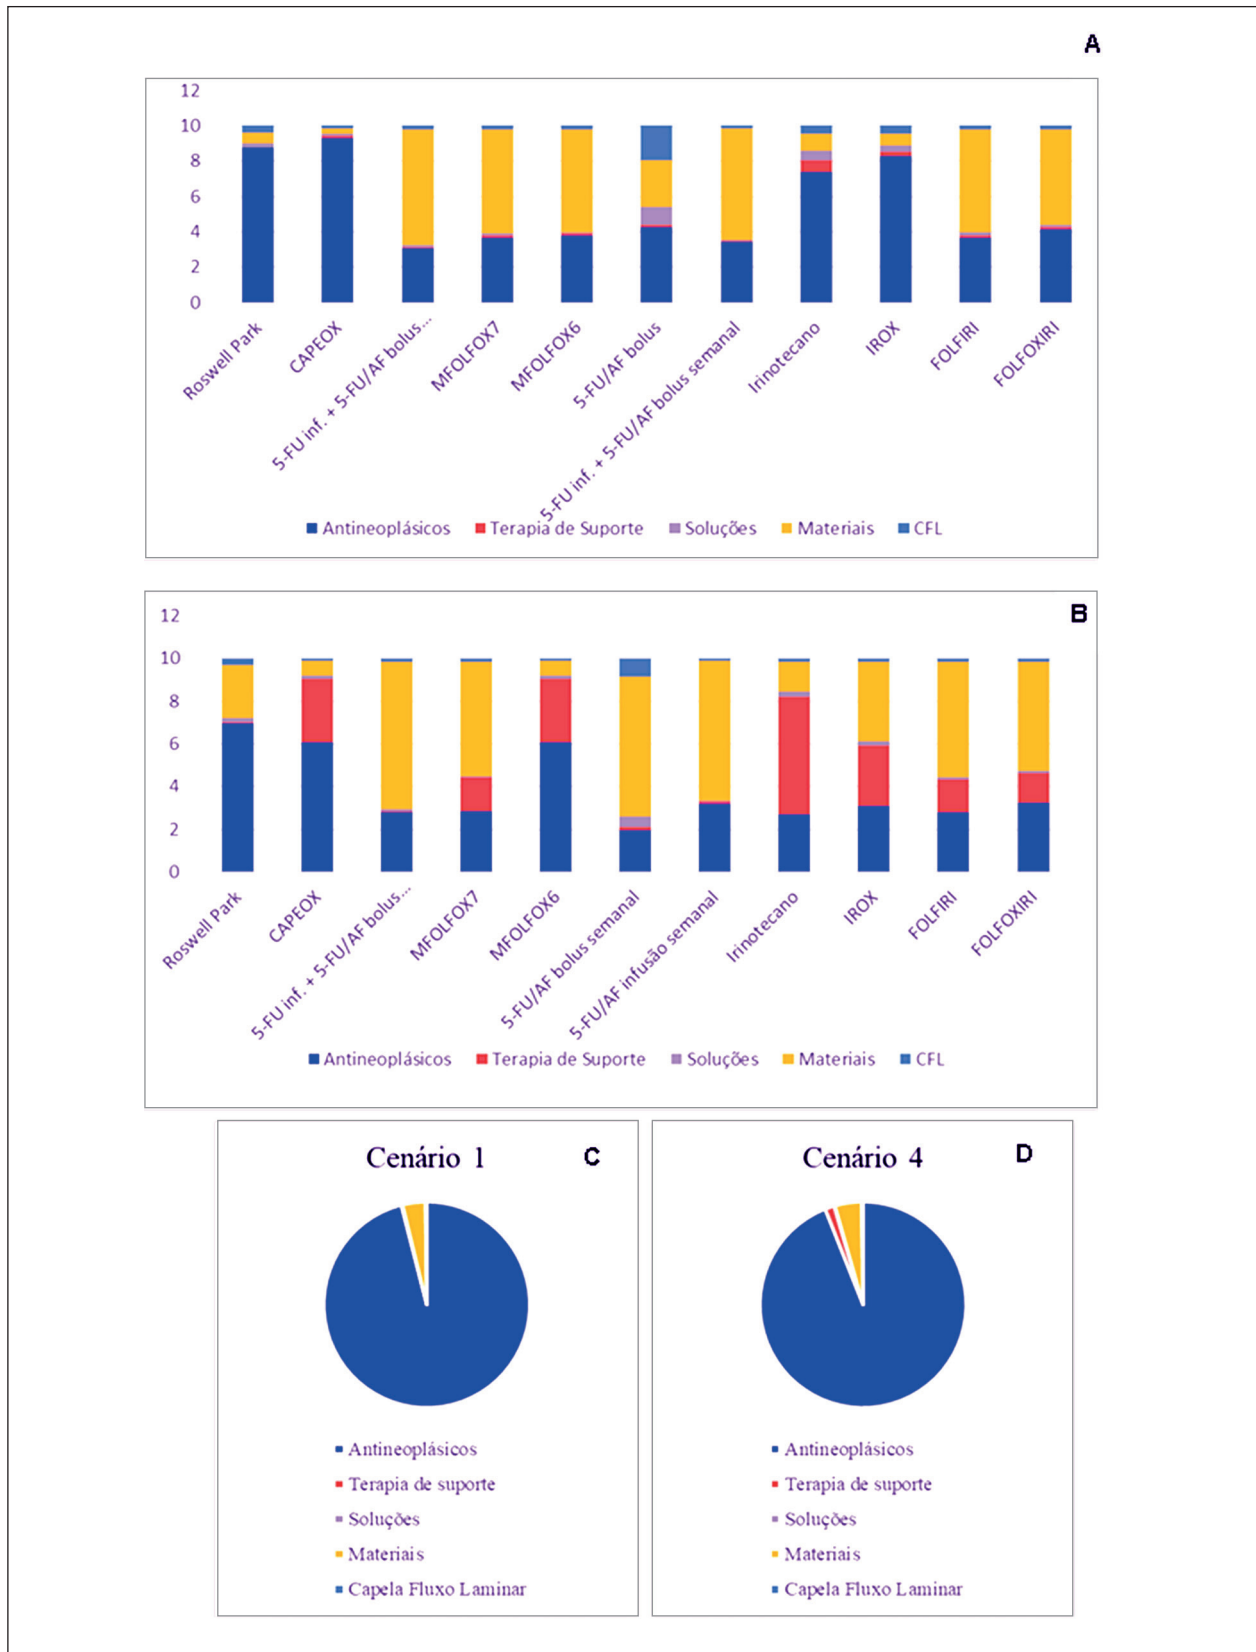 A
12
10
8
6
4
2
0
Roswell Park
CAPEOX
5-FU inf. + 5-FU/AF bolus...
MFOLFOX7
MFOLFOX6
5-FU/AF bolus
5-FU inf. + 5-FU/AF bolus semanal
Irinotecano
IROX
FOLFIRI
FOLFOXIRI
Antineoplásicos Terapia de Suporte Soluções Materiais CFL
B
12
10
8
6
4
2
0
Roswell Park
CAPEOX
5-FU inf. + 5-FU/AF bolus...
MFOLFOX7
MFOLFOX6
5-FU/AF bolus semanal
5-FU/AF infusão semanal
Irinotecano
IROX
FOLFIRI
FOLFOXIRI
Antineoplásicos Terapia de Suporte Soluções Materiais CFL
Cenário 1 C
Antineoplásicos
Terapia de suporte
Soluções
Materiais
Capela Fluxo Laminar
Cenário 4 D
Antineoplásicos
Terapia de suporte
Soluções
Materiais
Capela Fluxo Laminar